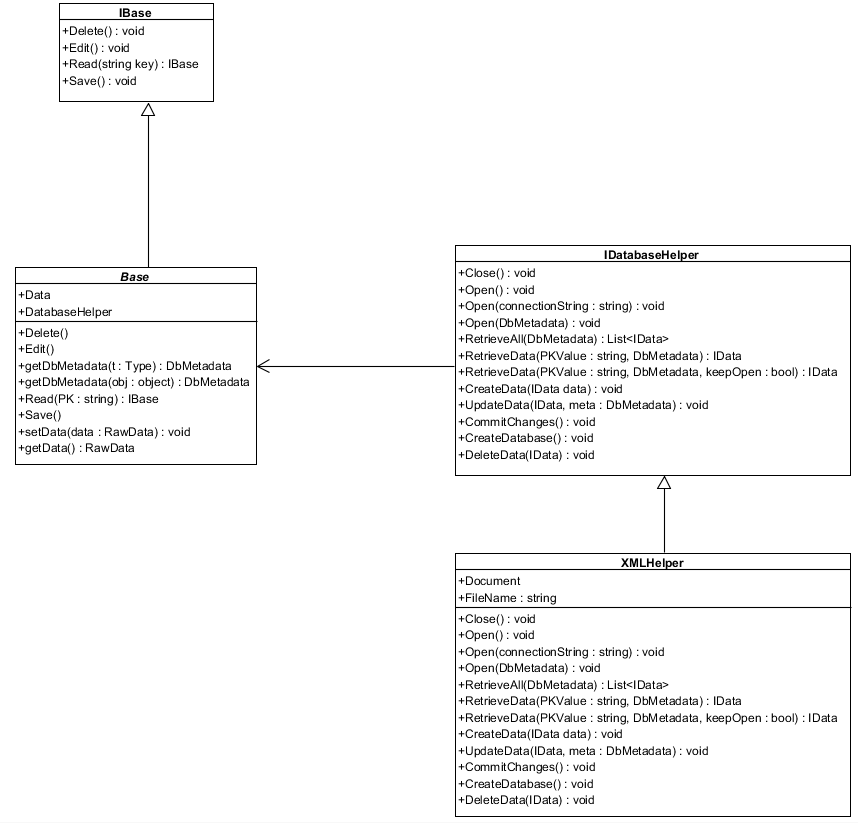 IBase
+Delete() : void
+Edit() : void
+Read(string key) : IBase
+Save() : void
Base
+Data
+DatabaseHelper
+Delete()
+Edit()
+getDbMetadata(t : Type) : DbMetadata
+getDbMetadata(obj : object) : DbMetadata
+Read(PK : string) : IBase
+Save()
+setData(data : RawData) : void
+getData() : RawData
IDatabaseHelper
+Close() : void
+Open() : void
+Open(connectionString : string) : void
+Open(DbMetadata) : void
+RetrieveAll(DbMetadata) : List<IData>
+RetrieveData(PKValue : string, DbMetadata) : IData
+RetrieveData(PKValue : string, DbMetadata, keepOpen : bool) : IData
+CreateData(IData data) : void
+UpdateData(IData, meta : DbMetadata) : void
+CommitChanges() : void
+CreateDatabase() : void
+DeleteData(IData) : void
XMLHelper
+Document
+FileName : string
+Close() : void
+Open() : void
+Open(connectionString : string) : void
+Open(DbMetadata) : void
+RetrieveAll(DbMetadata) : List<IData>
+RetrieveData(PKValue : string, DbMetadata) : IData
+RetrieveData(PKValue : string, DbMetadata, keepOpen : bool) : IData
+CreateData(IData data) : void
+UpdateData(IData, meta : DbMetadata) : void
+CommitChanges() : void
+CreateDatabase() : void
+DeleteData(IData) : void